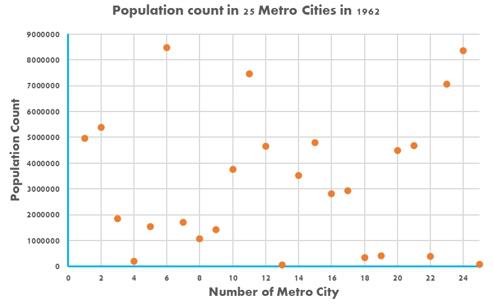 Population count in 25 Metro Cities in 1962
9000000
8000000
7000000
6000000
5000000
4000000
3000000
2000000
1000000
0
Population Count
0 2 4 6 8 10 12 14 16 18 20 22 24
Number of Metro City